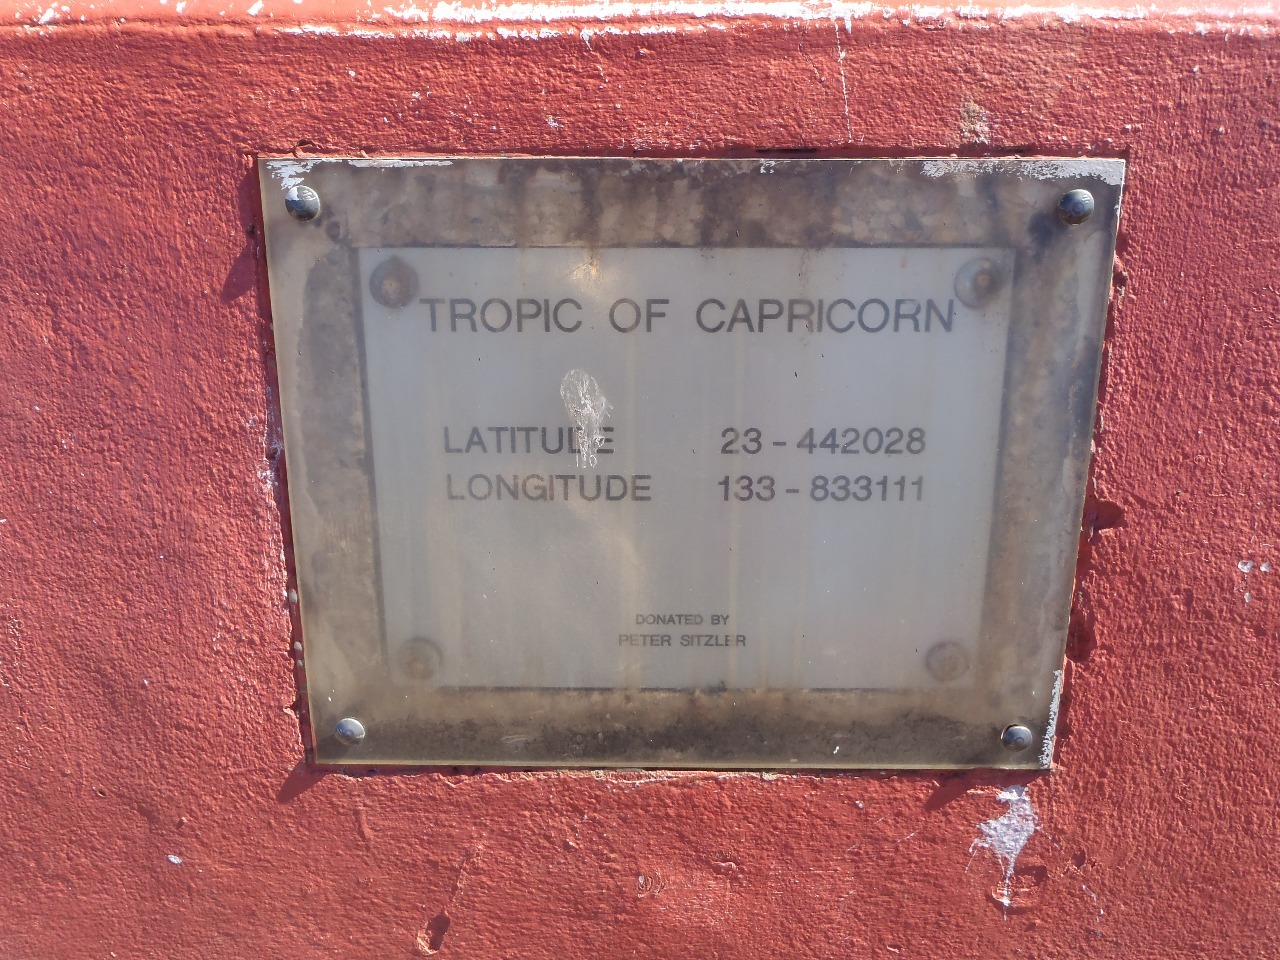 TROPIC OF CAPRICORN
LATITUDE 23 - 442028
LONGITUDE 133 - 833111
DONATED BY
PETER SITZLER